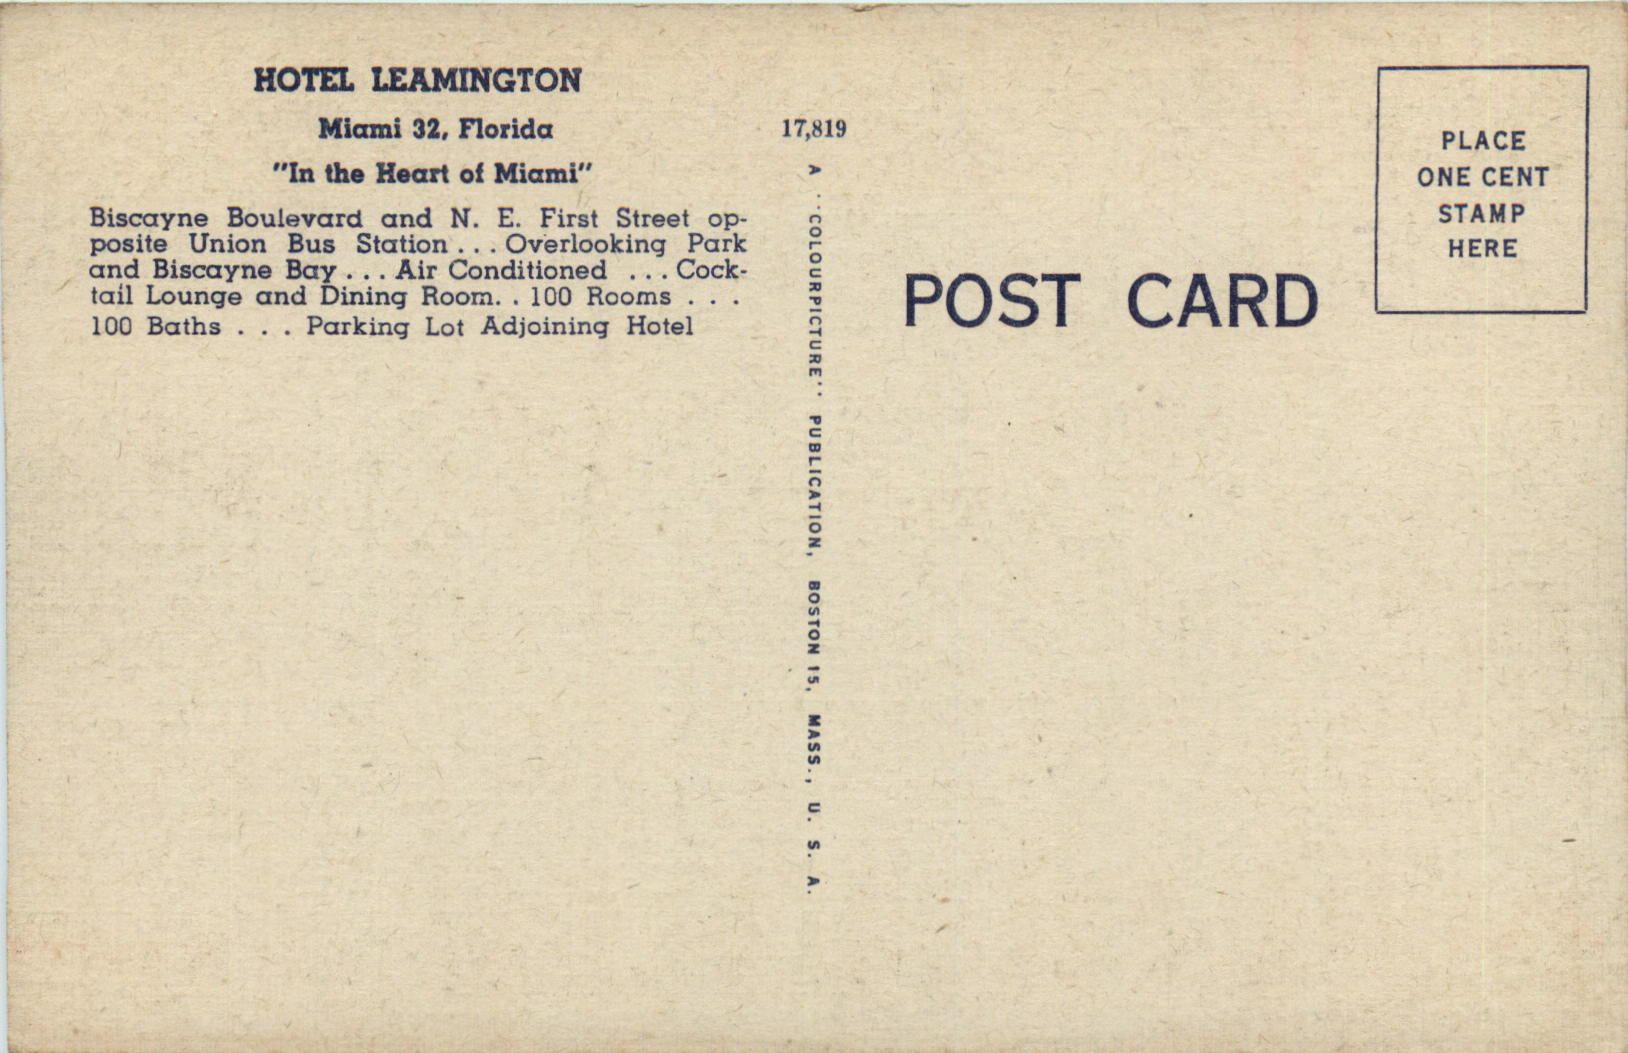 HOTEL LEAMINGTON
Miami 32, Florida
"In the Heart of Miami"
Biscayne Boulevard and N. E. First Street op-
posite Union Bus Station . . . Overlooking Park
and Biscayne Bay . . . Air Conditioned . . . Cock-
tail Lounge and Dining Room. . 100 Rooms . . .
100 Baths . . . Parking Lot Adjoining Hotel
17,819
A "COLOURPICTURE" PUBLICATION, BOSTON 15, MASS., U. S. A.
POST CARD
PLACE
ONE CENT
STAMP
HERE